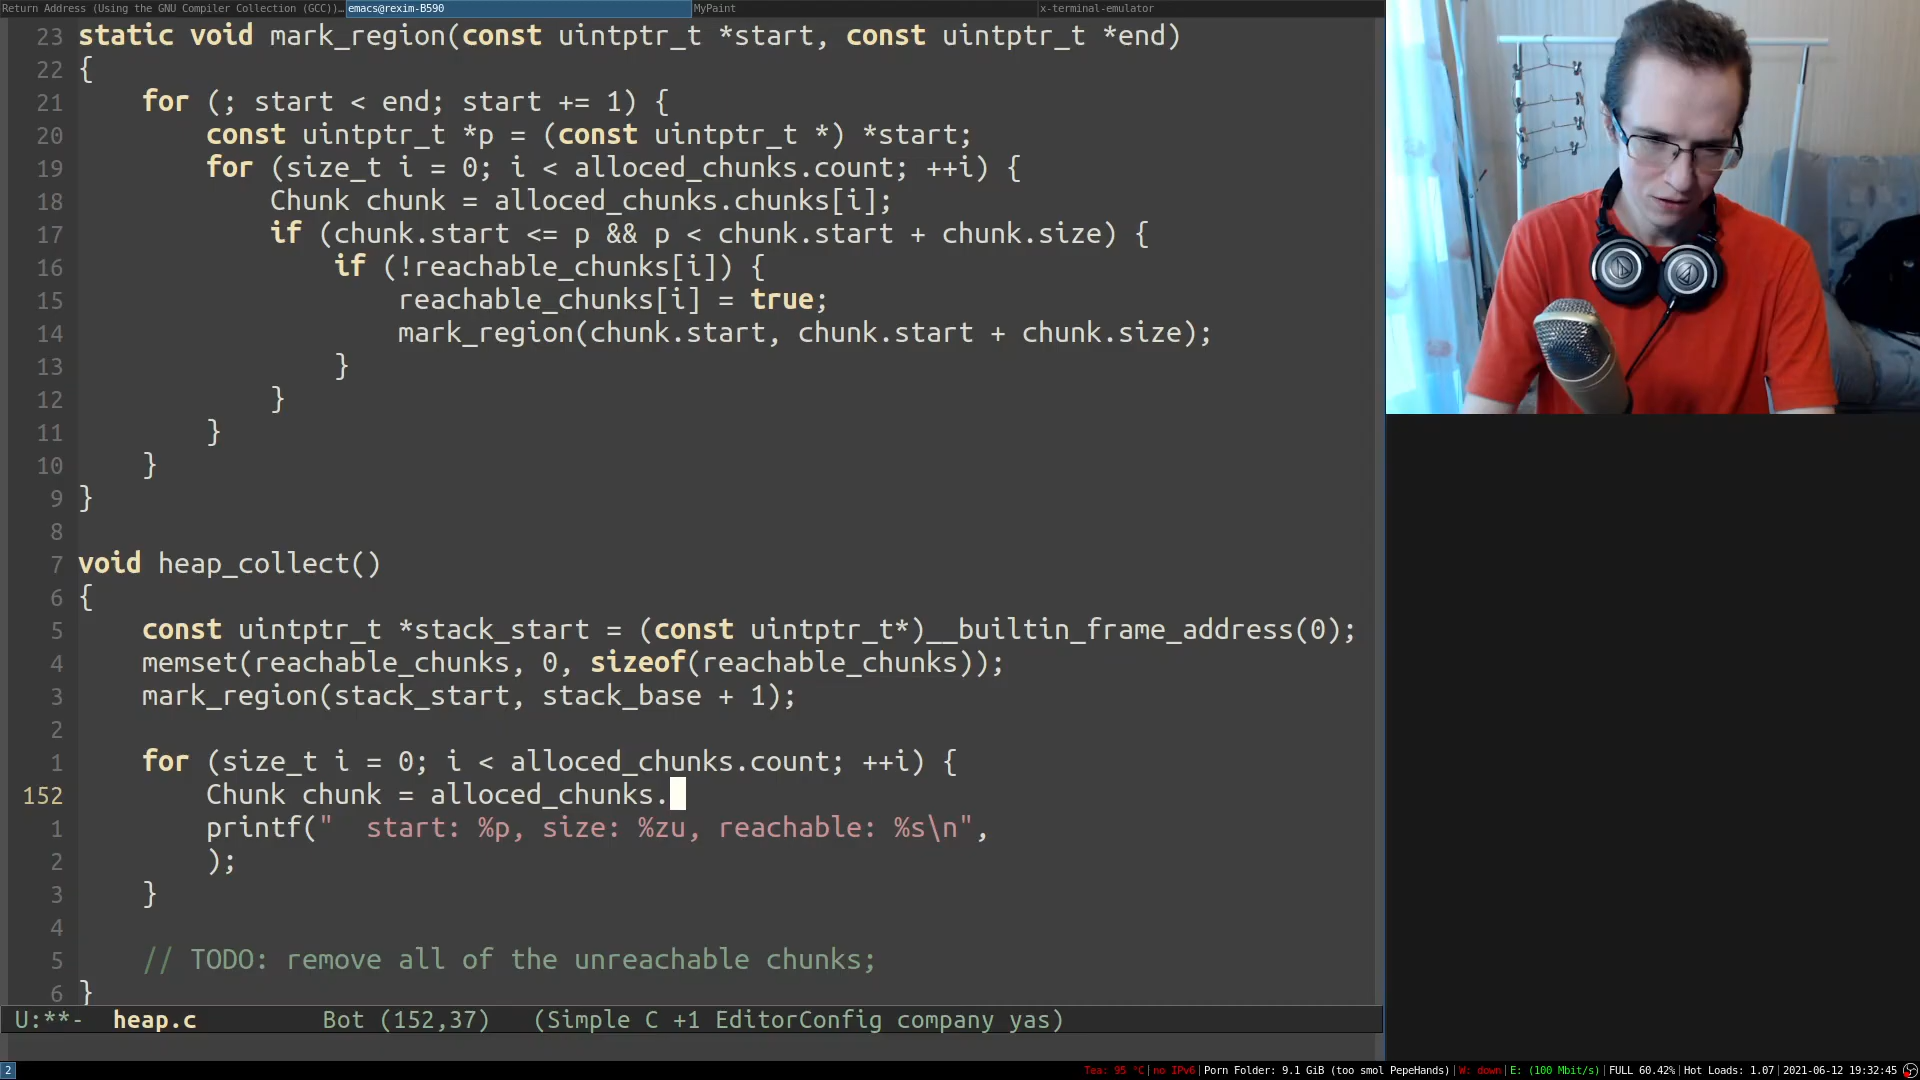 Return Address (Using the GNU Compiler Collection (GCC))… emacs@rexim-B590 MyPaint x-terminal-emulator
23 static void mark_region(const uintptr_t *start, const uintptr_t *end)
22 {
21     for (; start < end; start += 1) {
20         const uintptr_t *p = (const uintptr_t *) *start;
19         for (size_t i = 0; i < alloced_chunks.count; ++i) {
18             Chunk chunk = alloced_chunks.chunks[i];
17             if (chunk.start <= p && p < chunk.start + chunk.size) {
16                 if (!reachable_chunks[i]) {
15                     reachable_chunks[i] = true;
14                     mark_region(chunk.start, chunk.start + chunk.size);
13                 }
12             }
11         }
10     }
9 }
8
7 void heap_collect()
6 {
5     const uintptr_t *stack_start = (const uintptr_t*)__builtin_frame_address(0);
4     memset(reachable_chunks, 0, sizeof(reachable_chunks));
3     mark_region(stack_start, stack_base + 1);
2
1     for (size_t i = 0; i < alloced_chunks.count; ++i) {
152         Chunk chunk = alloced_chunks.
1         printf("  start: %p, size: %zu, reachable: %s\n",
2         );
3     }
4
5     // TODO: remove all of the unreachable chunks;
6 }
U:**-  heap.c        Bot (152,37)   (Simple C +1 EditorConfig company yas)
2 Tea: 95 °C|no IPv6|Porn Folder: 9.1 GiB (too smol PepeHands)|W: down|E: (100 Mbit/s)|FULL 60.42%|Hot Loads: 1.07|2021-06-12 19:32:45